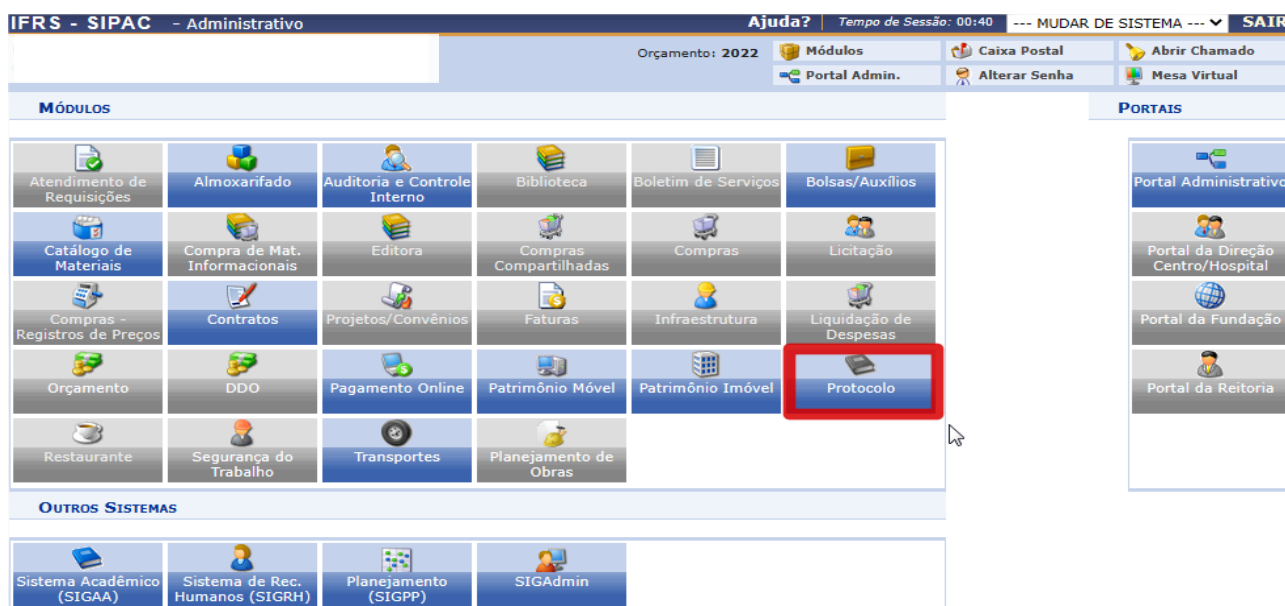 IFRS - SIPAC - Administrativo
Ajuda? Tempo de Sessão: 00:40 --- MUDAR DE SISTEMA --- SAIR
Orçamento: 2022 Módulos Caixa Postal Abrir Chamado
Portal Admin. Alterar Senha Mesa Virtual
MÓDULOS
PORTAIS
Atendimento de
Requisições
Almoxarifado
Auditoria e Controle
Interno
Biblioteca
Boletim de Serviços
Bolsas/Auxílios
Catálogo de
Materiais
Compra de Mat.
Informacionais
Editora
Compras
Compartilhadas
Compras
Licitação
Compras -
Registros de Preços
Contratos
Projetos/Convênios
Faturas
Infraestrutura
Liquidação de
Despesas
Orçamento
DDO
Pagamento Online
Patrimônio Móvel
Patrimônio Imóvel
Protocolo
Restaurante
Segurança do
Trabalho
Transportes
Planejamento de
Obras
Portal Administrativo
Portal da Direção
Centro/Hospital
Portal da Fundação
Portal da Reitoria
OUTROS SISTEMAS
Sistema Acadêmico
(SIGAA)
Sistema de Rec.
Humanos (SIGRH)
Planejamento
(SIGPP)
SIGAdmin